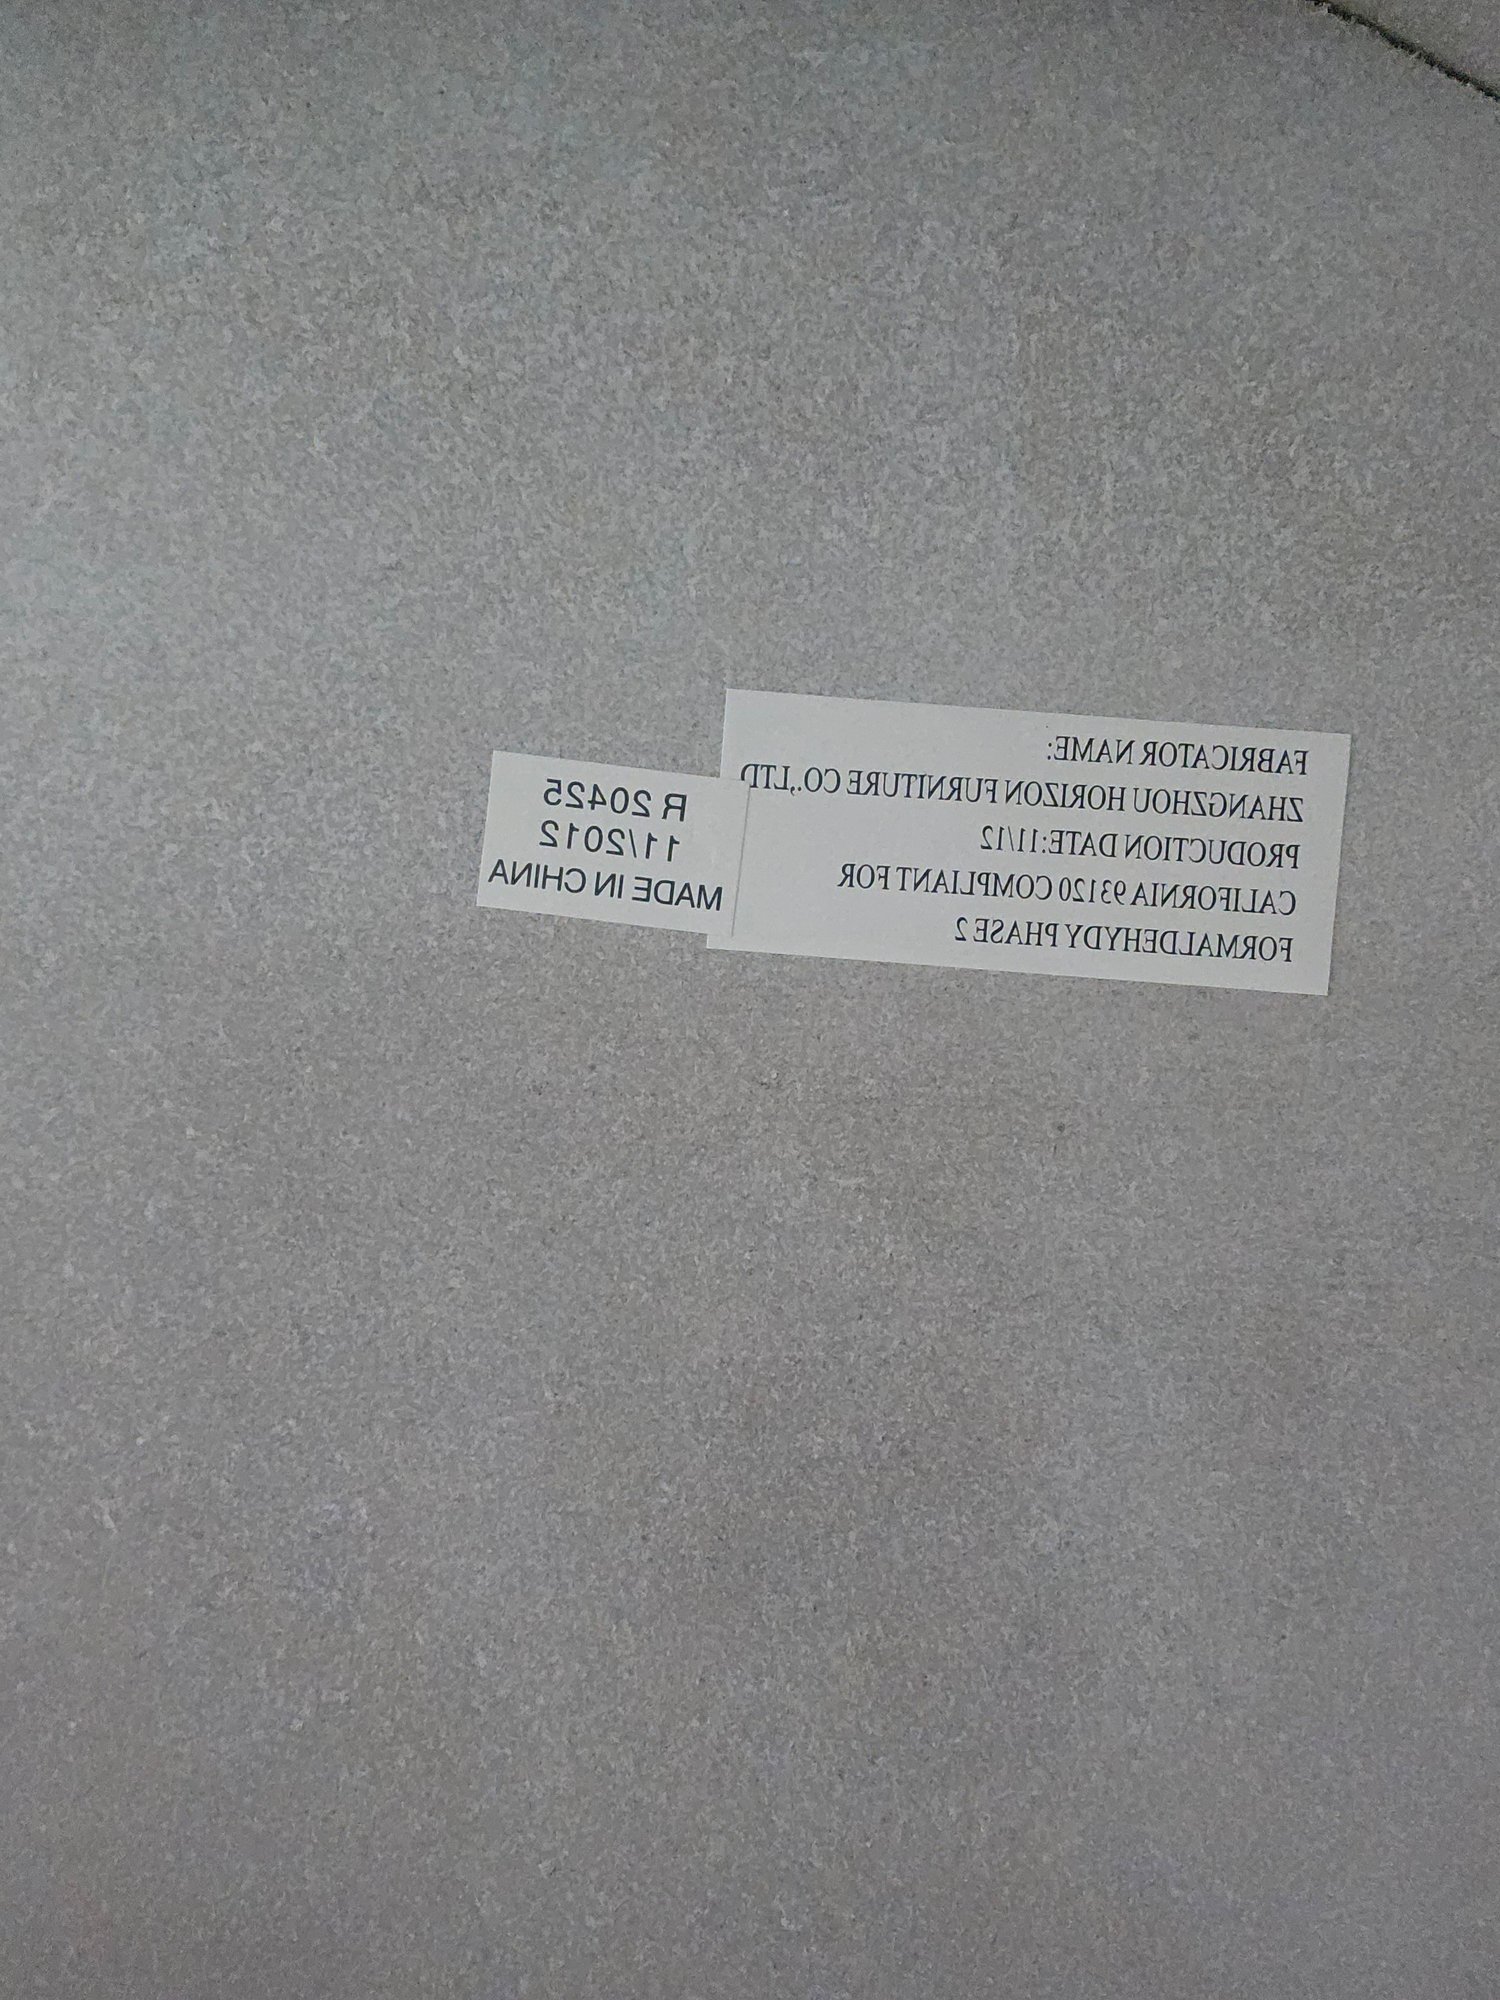 FABRICATOR NAME:
ZHANGZHOU HORIZON FURNITURE CO.,LTD
PRODUCTION DATE:11/12
CALIFORNIA 93120 COMPLIANT FOR
FORMALDEHYDY PHASE 2
R 20425
11/2012
MADE IN CHINA